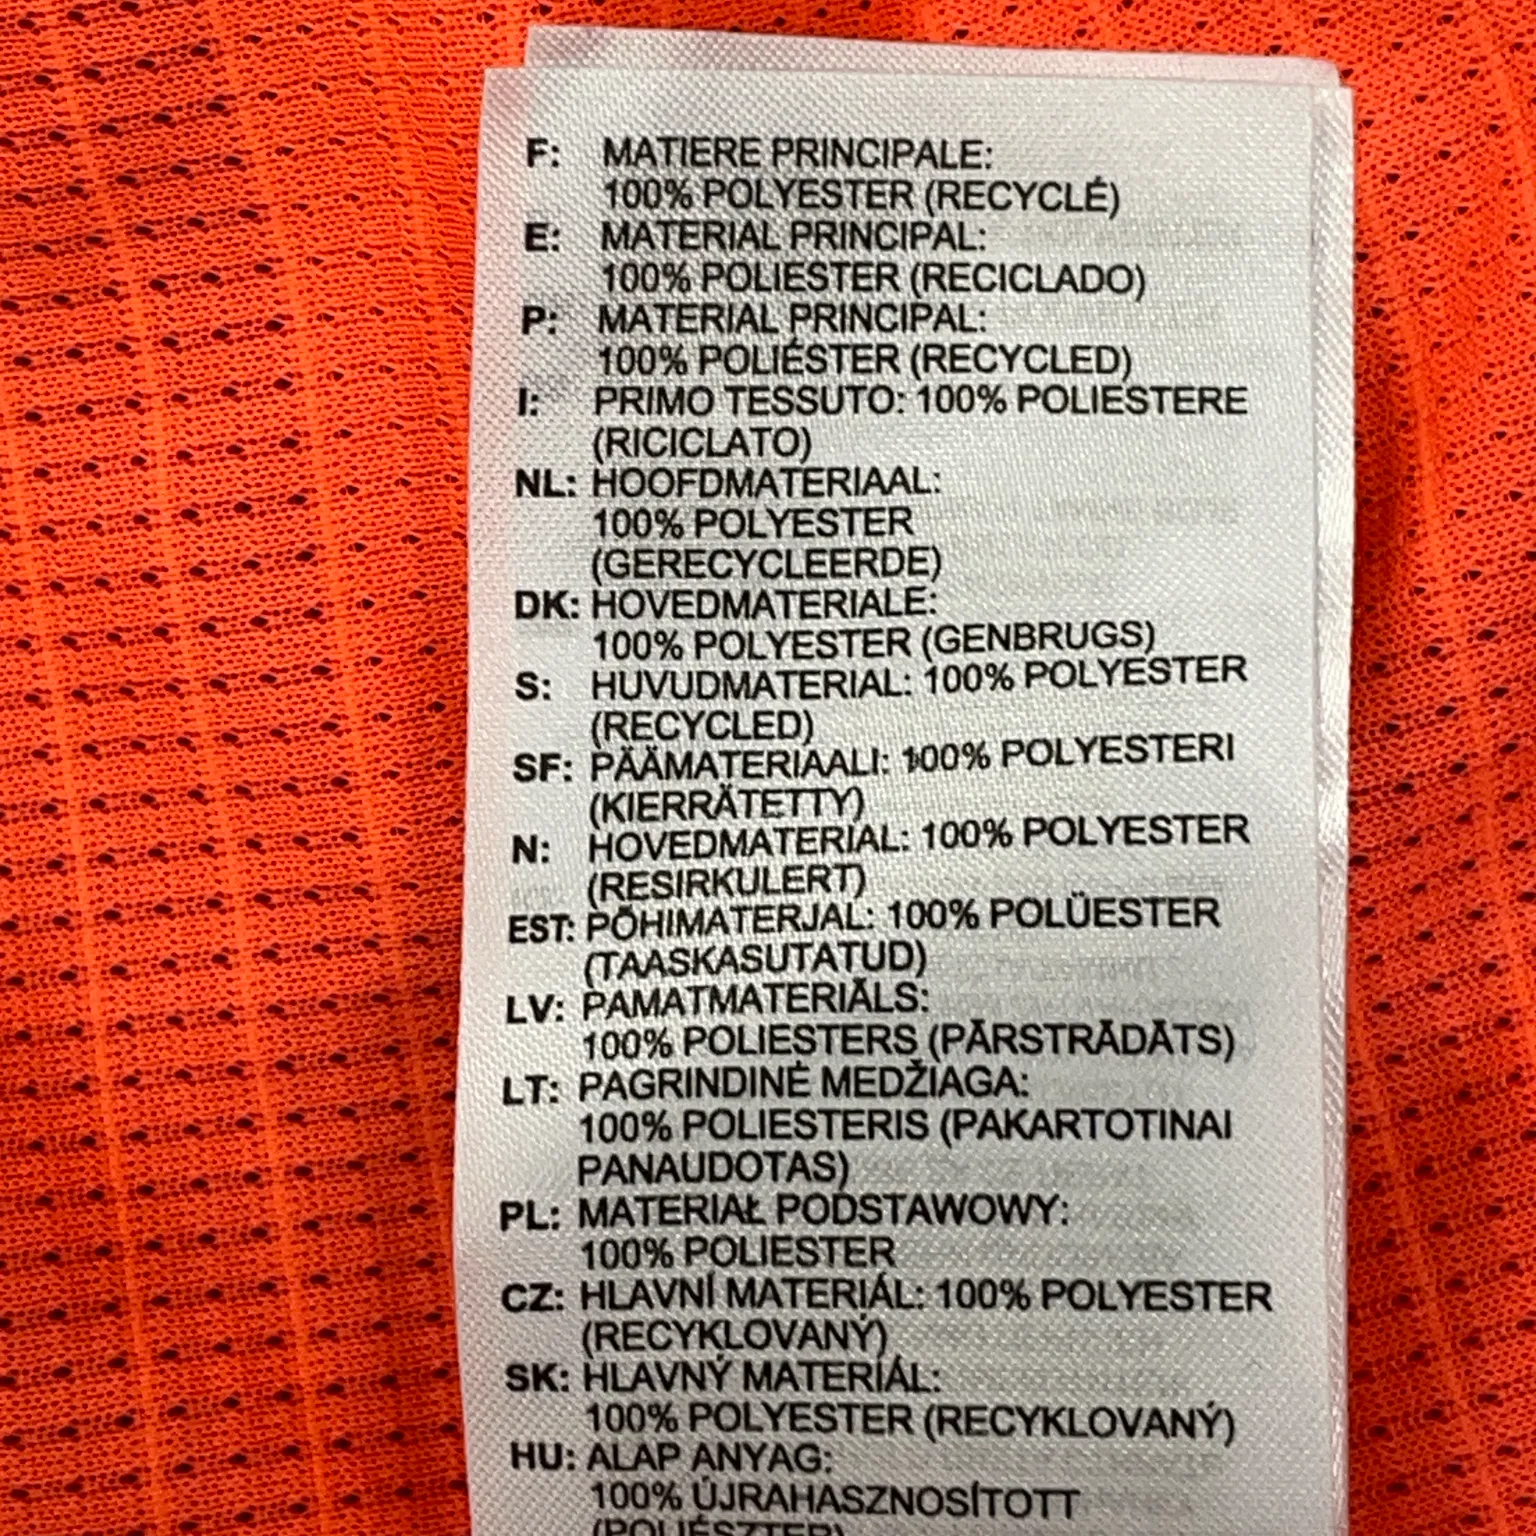 F: MATIERE PRINCIPALE:
100% POLYESTER (RECYCLÉ)
E: MATERIAL PRINCIPAL:
100% POLIESTER (RECICLADO)
P: MATERIAL PRINCIPAL:
100% POLIÉSTER (RECYCLED)
I: PRIMO TESSUTO: 100% POLIESTERE
(RICICLATO)
NL: HOOFDMATERIAAL:
100% POLYESTER
(GERECYCLEERDE)
DK: HOVEDMATERIALE:
100% POLYESTER (GENBRUGS)
S: HUVUDMATERIAL: 100% POLYESTER
(RECYCLED)
SF: PÄÄMATERIAALI: 100% POLYESTERI
(KIERRÄTETTY)
N: HOVEDMATERIAL: 100% POLYESTER
(RESIRKULERT)
EST: PÕHIMATERJAL: 100% POLÜESTER
(TAASKASUTATUD)
LV: PAMATMATERIĀLS:
100% POLIESTERS (PĀRSTRĀDĀTS)
LT: PAGRINDINĖ MEDŽIAGA:
100% POLIESTERIS (PAKARTOTINAI
PANAUDOTAS)
PL: MATERIAŁ PODSTAWOWY:
100% POLIESTER
CZ: HLAVNÍ MATERIÁL: 100% POLYESTER
(RECYKLOVANÝ)
SK: HLAVNÝ MATERIÁL:
100% POLYESTER (RECYKLOVANÝ)
HU: ALAP ANYAG:
100% ÚJRAHASZNOSÍTOTT
(POLIÉSZTER)